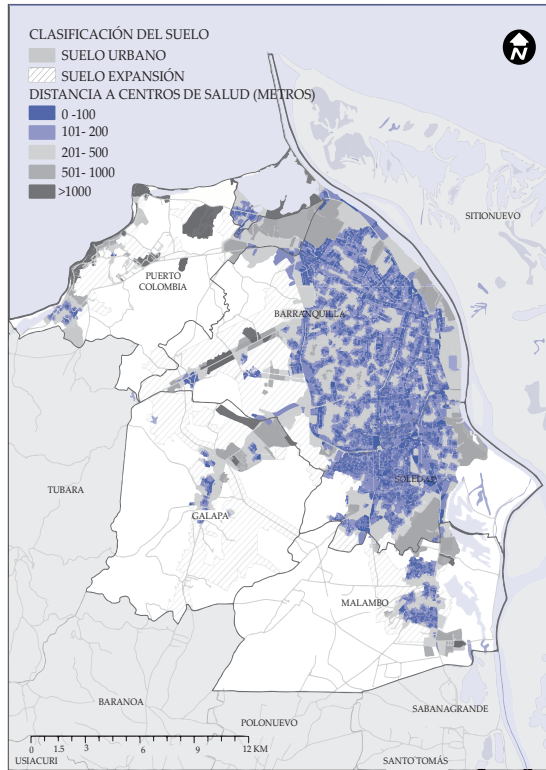 CLASIFICACIÓN DEL SUELO
SUELO URBANO
SUELO EXPANSIÓN
DISTANCIA A CENTROS DE SALUD (METROS)
0 -100
101- 200
201- 500
501- 1000
>1000
N
SITIONUEVO
PUERTO
COLOMBIA
BARRANQUILLA
TUBARA
SOLEDAD
GALAPA
MALAMBO
BARANOA
SABANAGRANDE
POLONUEVO
0 1.5 3 6 9 12 KM
USIACURI
SANTO TOMÁS